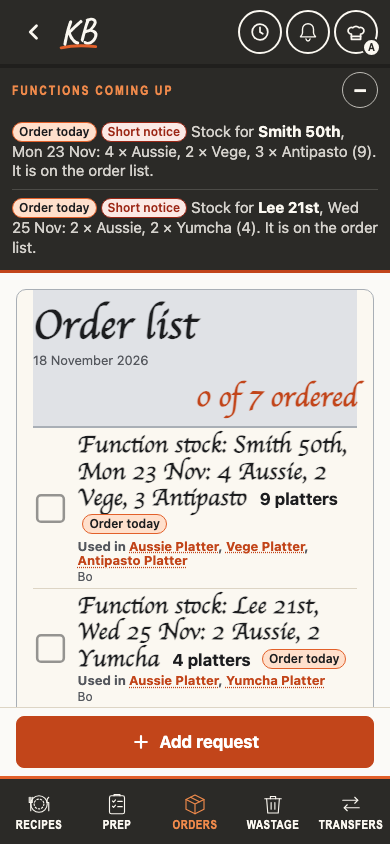 KB
A
FUNCTIONS COMING UP
Order today Short notice Stock for Smith 50th,
Mon 23 Nov: 4 × Aussie, 2 × Vege, 3 × Antipasto (9).
It is on the order list.
Order today Short notice Stock for Lee 21st, Wed
25 Nov: 2 × Aussie, 2 × Yumcha (4). It is on the order
list.
Order list
18 November 2026
0 of 7 ordered
Function stock: Smith 50th,
Mon 23 Nov: 4 Aussie, 2
Vege, 3 Antipasto 9 platters
Order today
Used in Aussie Platter, Vege Platter,
Antipasto Platter
Bo
Function stock: Lee 21st,
Wed 25 Nov: 2 Aussie, 2
Yumcha 4 platters Order today
Used in Aussie Platter, Yumcha Platter
Bo
+ Add request
RECIPES PREP ORDERS WASTAGE TRANSFERS